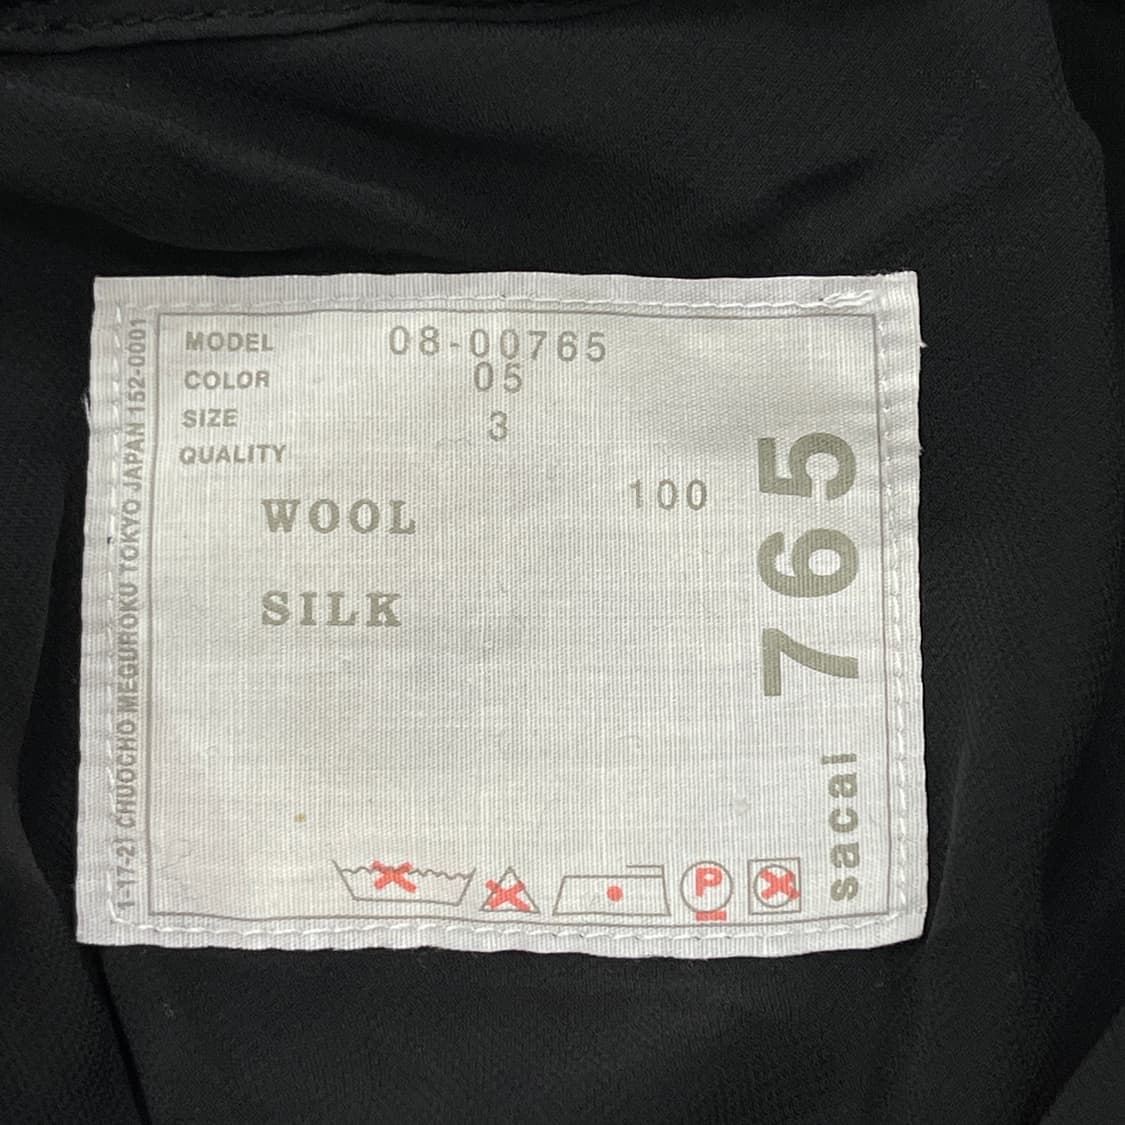 MODEL 08-00765
COLOR 05
SIZE 3
QUALITY
WOOL 100
SILK
sacai 765
1-17-21 CHUOCHO MEGUROKU TOKYO JAPAN 152-0001
P